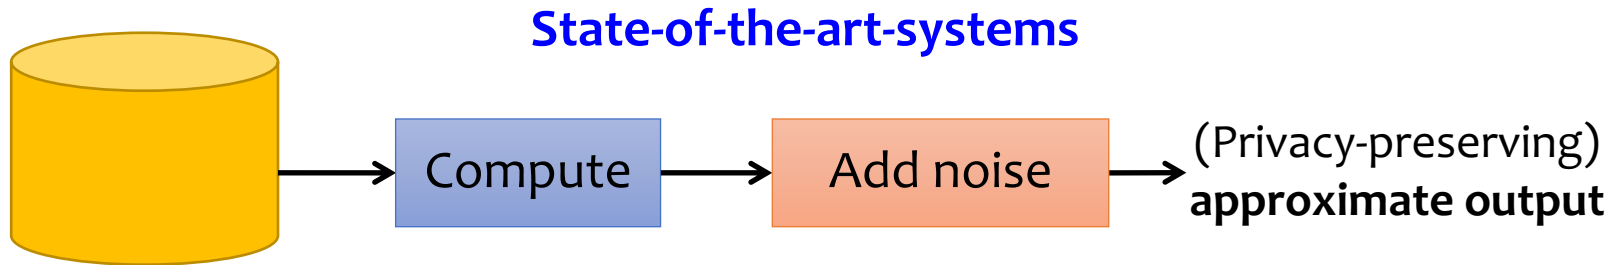 State-of-the-art-systems
Compute
Add noise
(Privacy-preserving)
approximate output